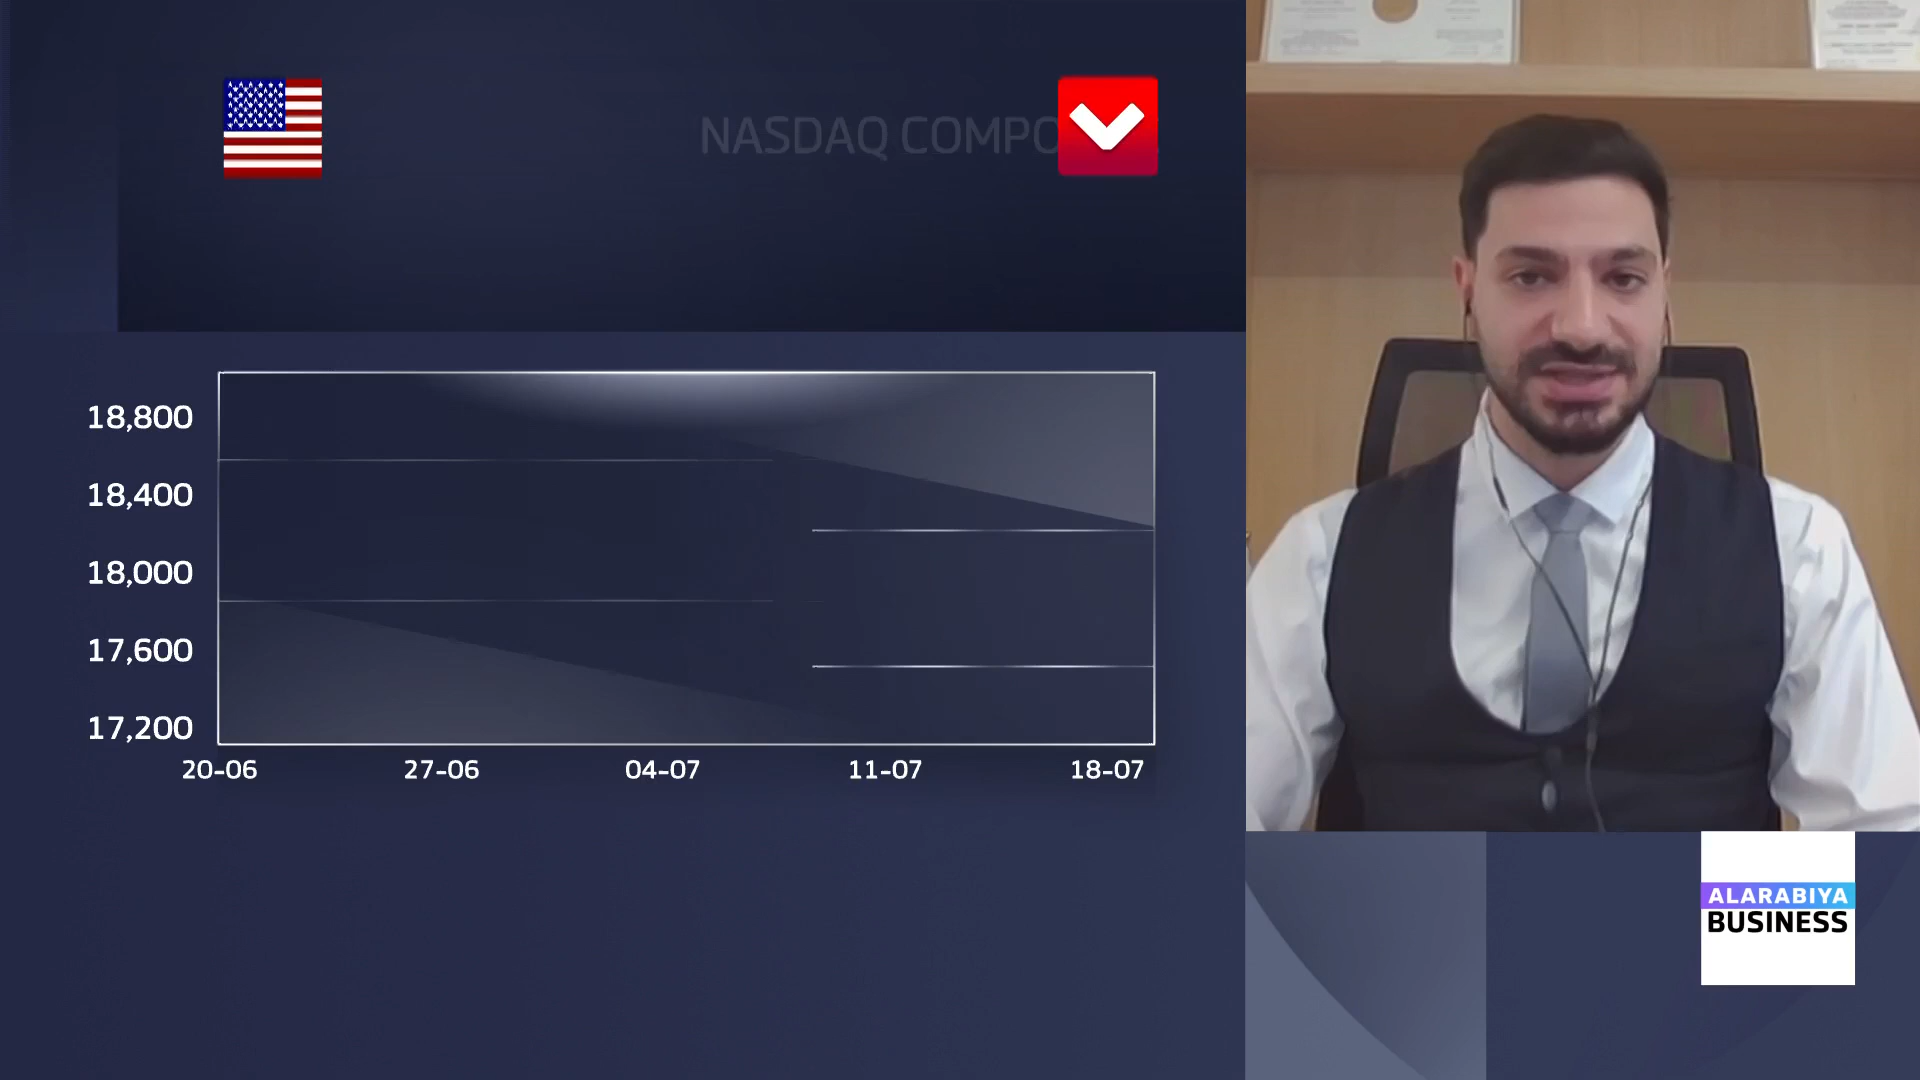 NASDAQ COMPO
18,800
18,400
18,000
17,600
17,200
20-06 27-06 04-07 11-07 18-07
ALARABIYA
BUSINESS